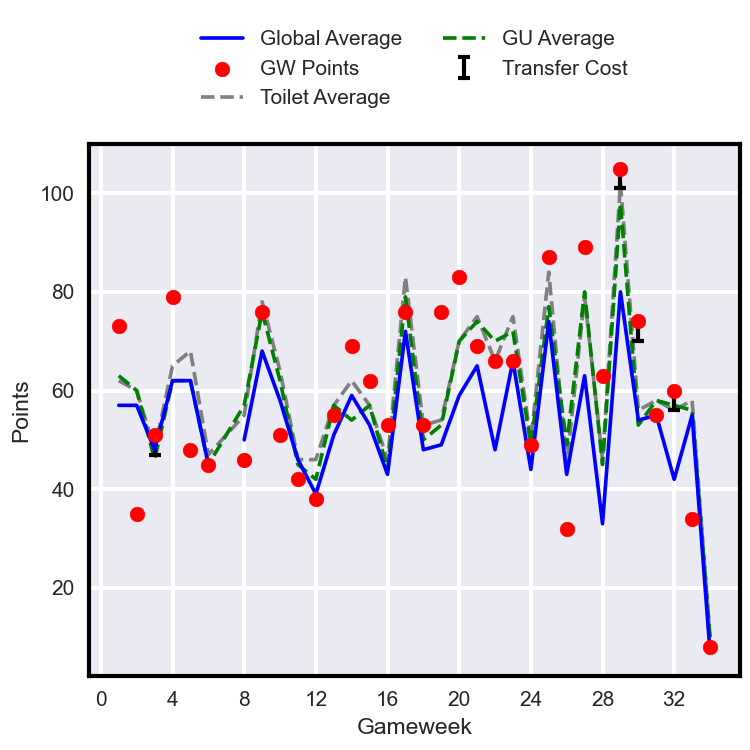 Global Average
GW Points
Toilet Average
GU Average
Transfer Cost
Points
100
80
60
40
20
0 4 8 12 16 20 24 28 32
Gameweek